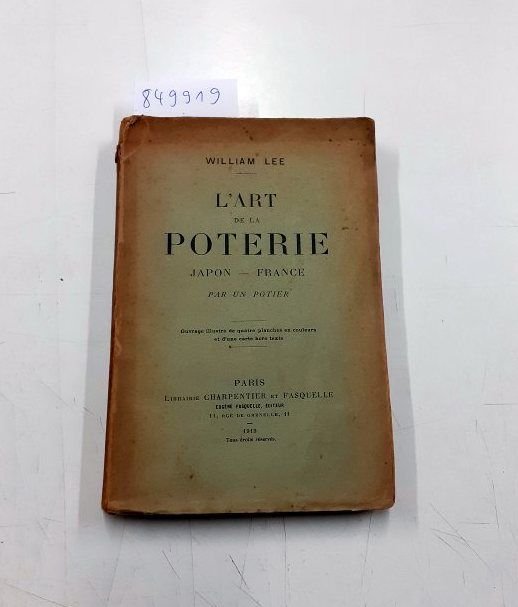 849919
WILLIAM LEE
L'ART
DE LA
POTERIE
JAPON — FRANCE
PAR UN POTIER
Ouvrage illustré de quatre planches en couleurs
et d'une carte hors texte
PARIS
LIBRAIRIE CHARPENTIER ET FASQUELLE
EUGÈNE FASQUELLE, ÉDITEUR
11, RUE DE GRENELLE, 11
1913
Tous droits réservés.